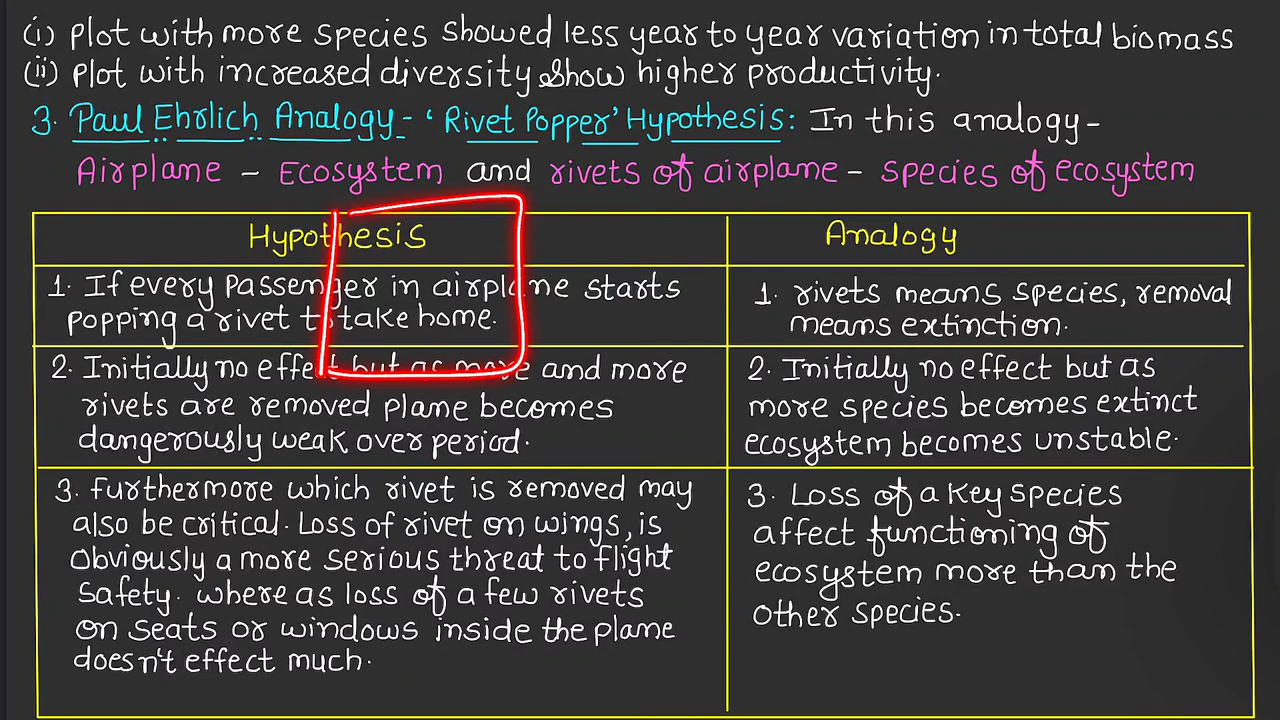 (i) Plot with more species showed less year to year variation in total biomass
(ii) Plot with increased diversity show higher productivity.
3. Paul Ehrlich Analogy - 'Rivet Popper' Hypothesis: In this analogy -
Airplane - Ecosystem and rivets of airplane - species of ecosystem
Hypothesis
1. If every passenger in airplane starts
popping a rivet to take home.
2. Initially no effect but as more and more
rivets are removed plane becomes
dangerously weak over period.
3. Furthermore which rivet is removed may
also be critical. Loss of rivet on wings, is
obviously a more serious threat to flight
safety. where as loss of a few rivets
on seats or windows inside the plane
doesn't effect much.
Analogy
1. rivets means species, removal
means extinction.
2. Initially no effect but as
more species becomes extinct
ecosystem becomes unstable.
3. Loss of a key species
affect functioning of
ecosystem more than the
other species.